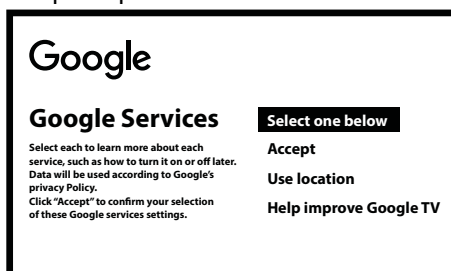 Google
Google Services
Select each to learn more about each
service, such as how to turn it on or off later.
Data will be used according to Google's
privacy Policy.
Click “Accept” to confirm your selection
of these Google services settings.
Select one below
Accept
Use location
Help improve Google TV